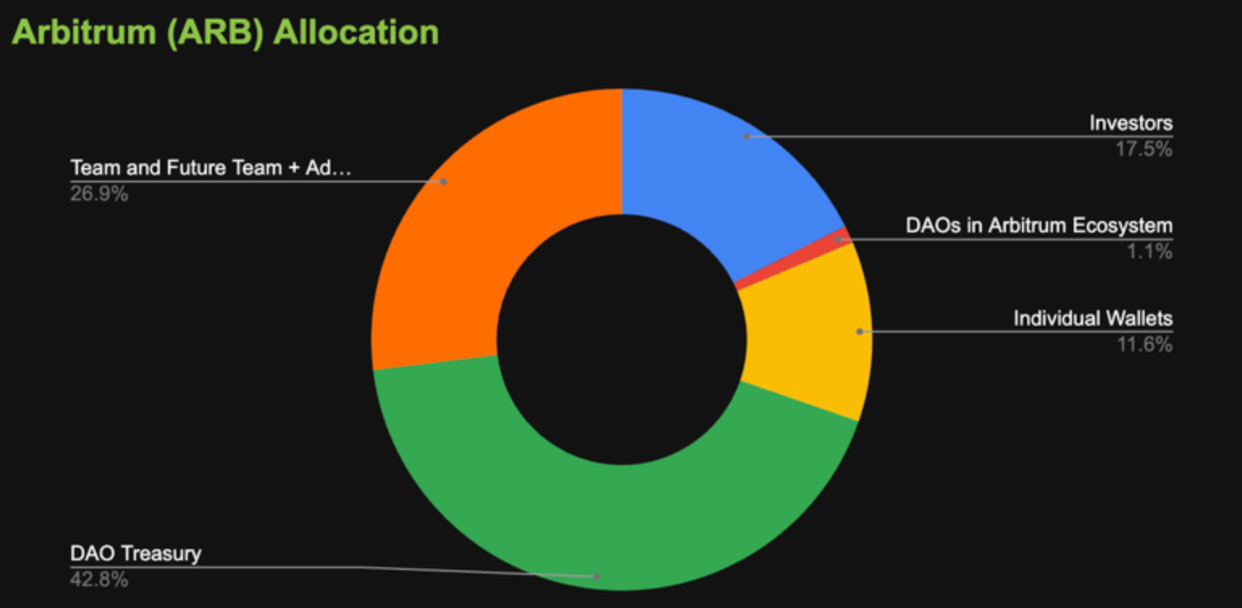 Arbitrum (ARB) Allocation
Investors
17.5%
Team and Future Team + Ad…
26.9%
DAOs in Arbitrum Ecosystem
1.1%
Individual Wallets
11.6%
DAO Treasury
42.8%